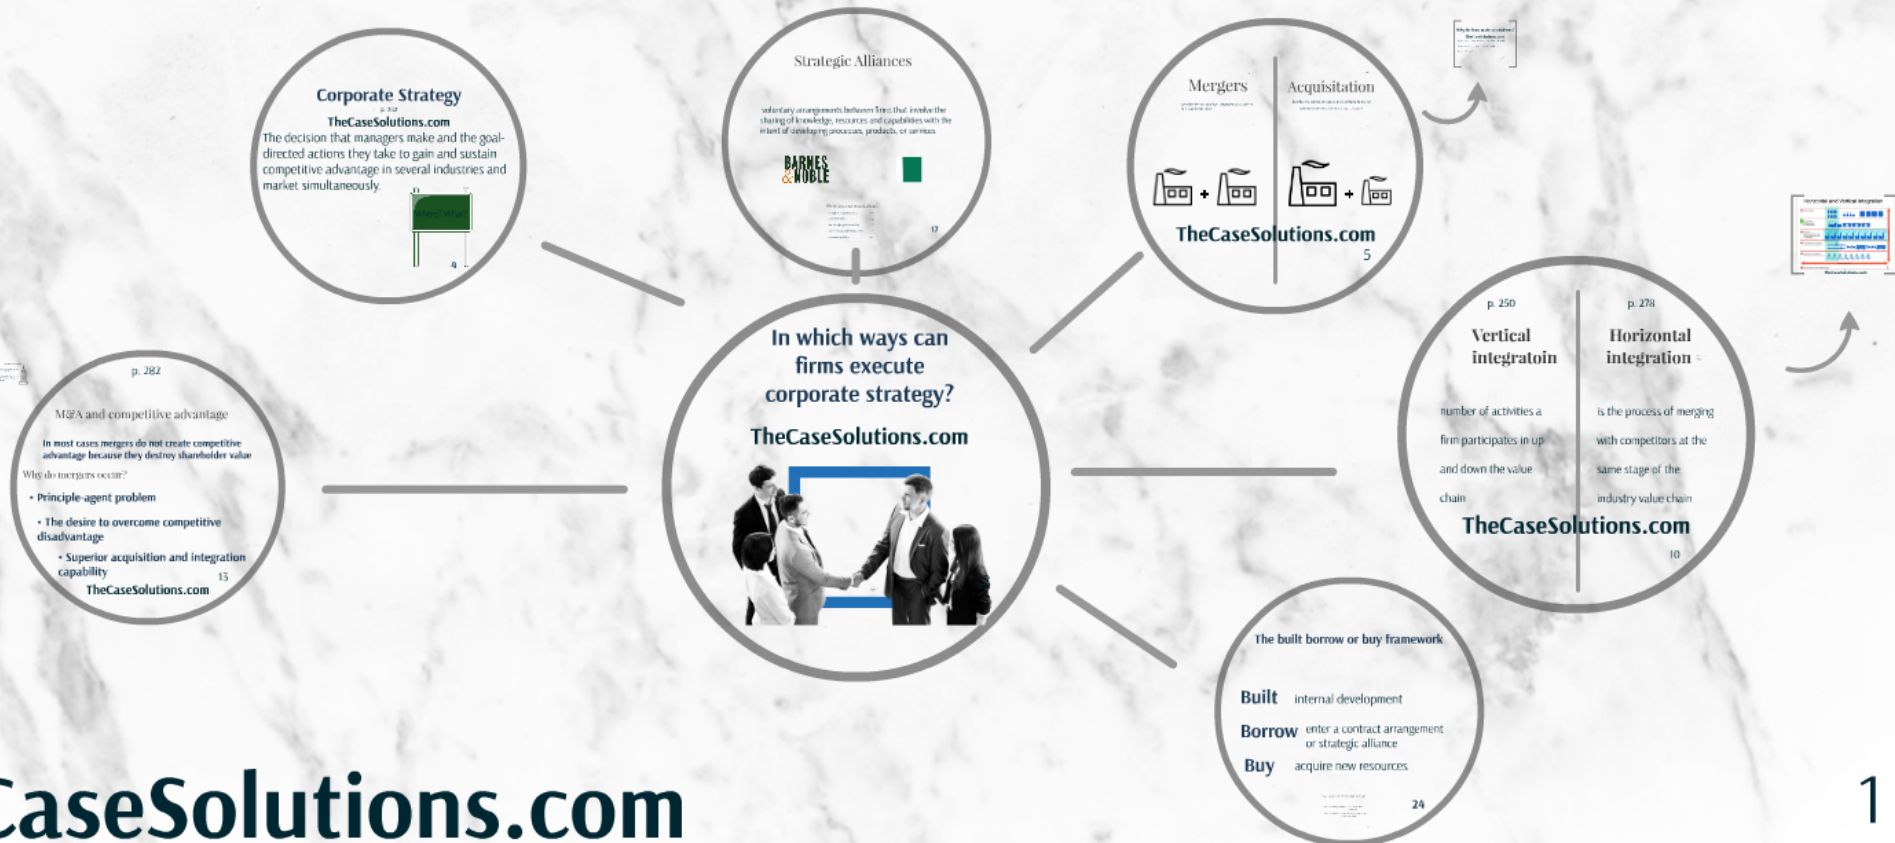 Corporate Strategy
TheCaseSolutions.com
The decision that managers make and the goal-
directed actions they take to gain and sustain
competitive advantage in several industries and
market simultaneously.
Where? What?
4
Strategic Alliances
voluntary arrangements between firms that involve the
sharing of knowledge, resources and capabilities with the
intent of developing processes, products, or services
BARNES
&NOBLE
17
Mergers
Acquisitation
+
+
TheCaseSolutions.com
5
Horizontal and Vertical Integration
p. 282
M&A and competitive advantage
In most cases mergers do not create competitive
advantage because they destroy shareholder value
Why do mergers occur?
• Principle-agent problem
• The desire to overcome competitive
disadvantage
• Superior acquisition and integration
capability
13
TheCaseSolutions.com
In which ways can
firms execute
corporate strategy?
TheCaseSolutions.com
p. 250
Vertical
integratoin
number of activities a
firm participates in up
and down the value
chain
p. 278
Horizontal
integration
is the process of merging
with competitors at the
same stage of the
industry value chain
TheCaseSolutions.com
10
The built borrow or buy framework
Built internal development
Borrow enter a contract arrangement
or strategic alliance
Buy acquire new resources
24
CaseSolutions.com
1